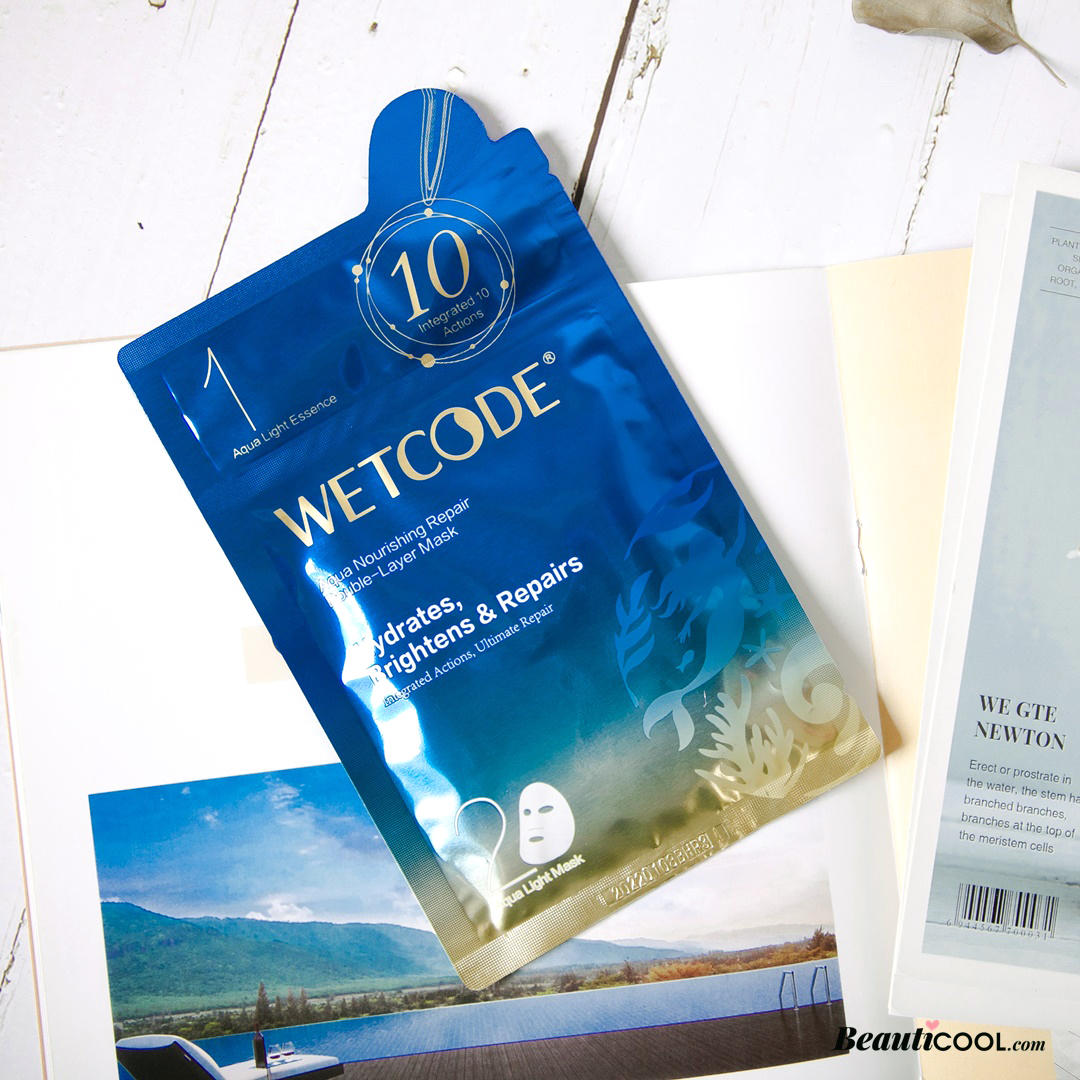 10
Integrated 10
Actions
1
Aqua Light Essence
WETCODE®
Aqua Nourishing Repair
Double-Layer Mask
Hydrates,
Brightens & Repairs
Integrated Actions, Ultimate Repair
2
Aqua Light Mask
PLANT
ROOT,
WE GTE
NEWTON
Erect or prostrate in
the water, the stem ha
branched branches,
branches at the top of
the meristem cells
BeautiCOOL.com